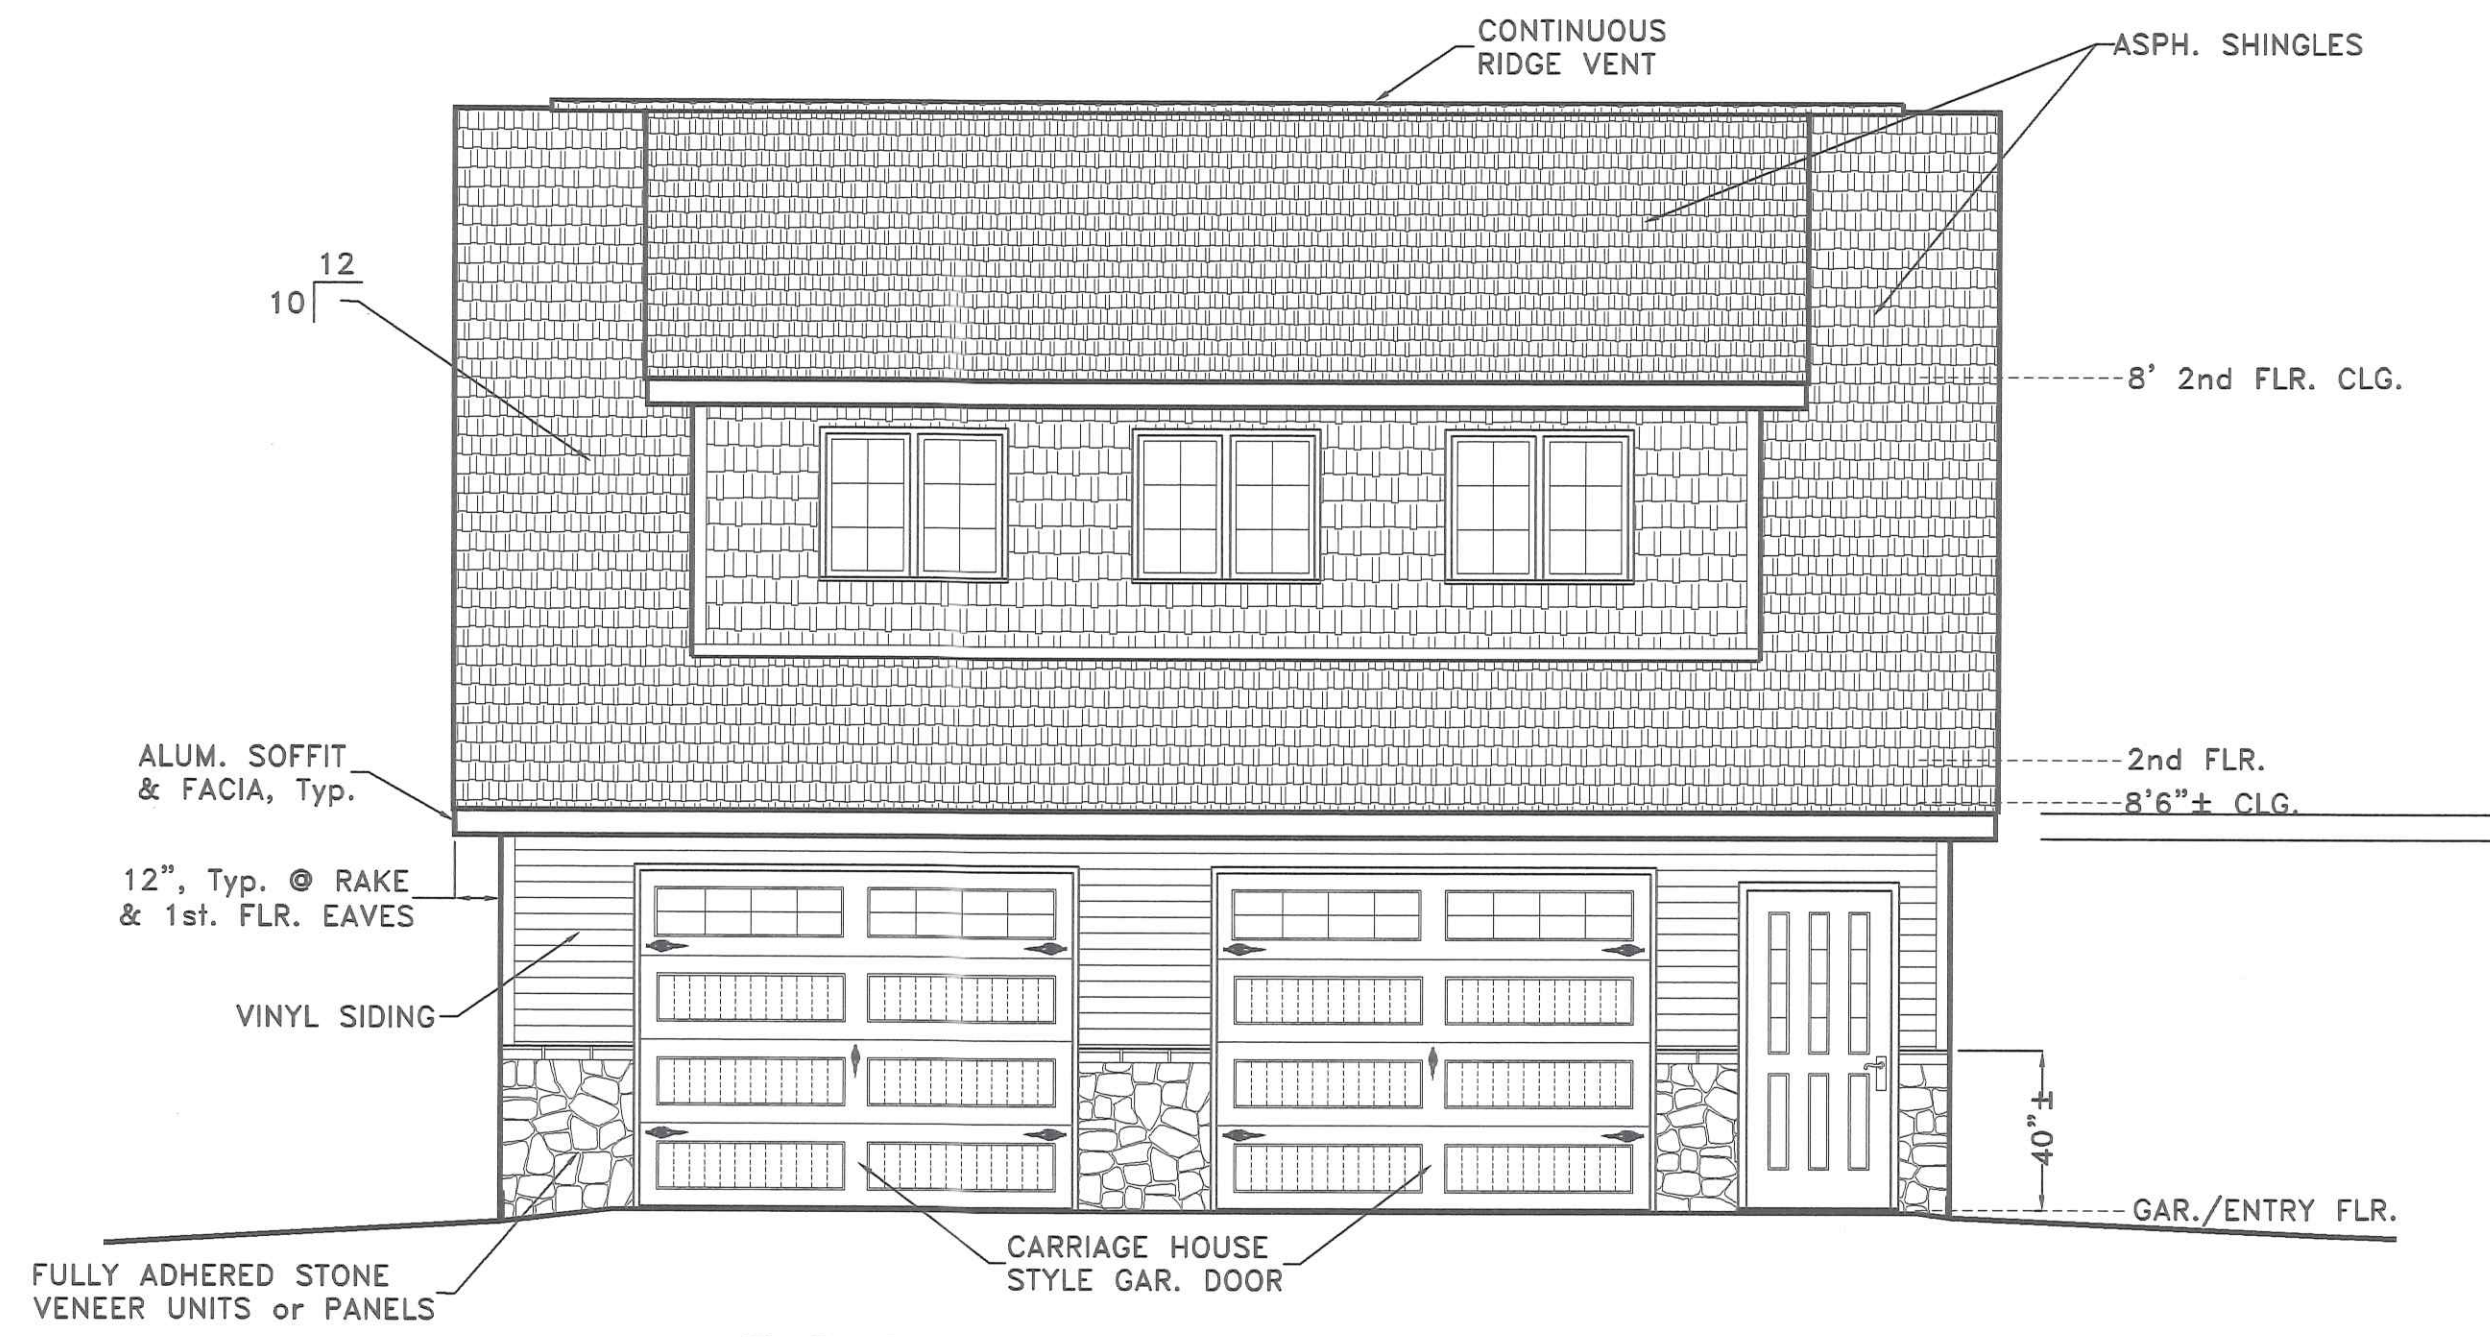 CONTINUOUS
RIDGE VENT
ASPH. SHINGLES
12
10
8' 2nd FLR. CLG.
ALUM. SOFFIT
& FACIA, Typ.
2nd FLR.
8'6"± CLG.
12", Typ. @ RAKE
& 1st. FLR. EAVES
VINYL SIDING
40"±
GAR./ENTRY FLR.
CARRIAGE HOUSE
STYLE GAR. DOOR
FULLY ADHERED STONE
VENEER UNITS or PANELS